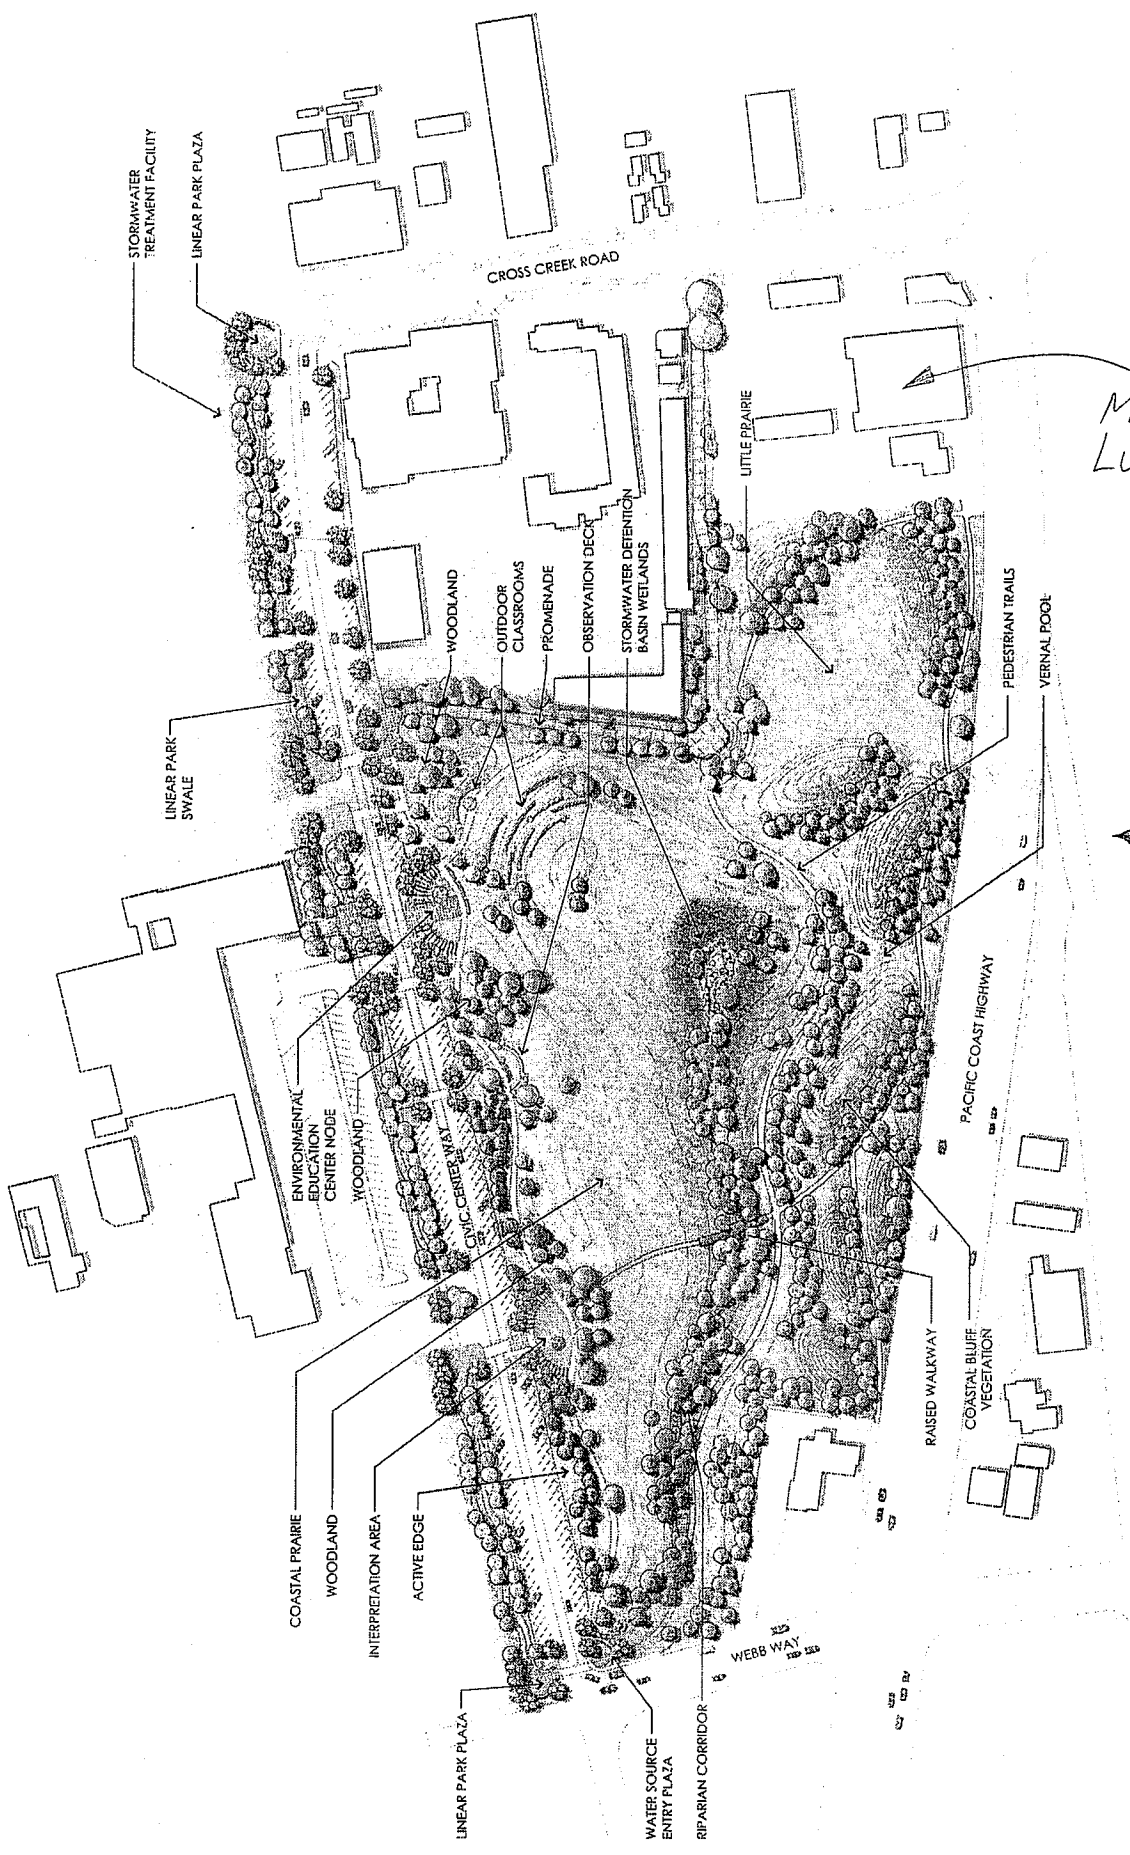 STORMWATER
TREATMENT FACILITY
LINEAR PARK PLAZA
CROSS CREEK ROAD
LITTLE PRAIRIE
LINEAR PARK
SWALE
WOODLAND
OUTDOOR
CLASSROOMS
PROMENADE
OBSERVATION DECK
STORMWATER DETENTION
BASIN WETLANDS
PEDESTRIAN TRAILS
VERNAL POOL
ENVIRONMENTAL
EDUCATION
CENTER NODE
WOODLAND
CIVIC CENTER WAY
PACIFIC COAST HIGHWAY
COASTAL PRAIRIE
WOODLAND
INTERPRETATION AREA
ACTIVE EDGE
RAISED WALKWAY
COASTAL BLUFF
VEGETATION
LINEAR PARK PLAZA
WEBB WAY
WATER SOURCE
ENTRY PLAZA
RIPARIAN CORRIDOR